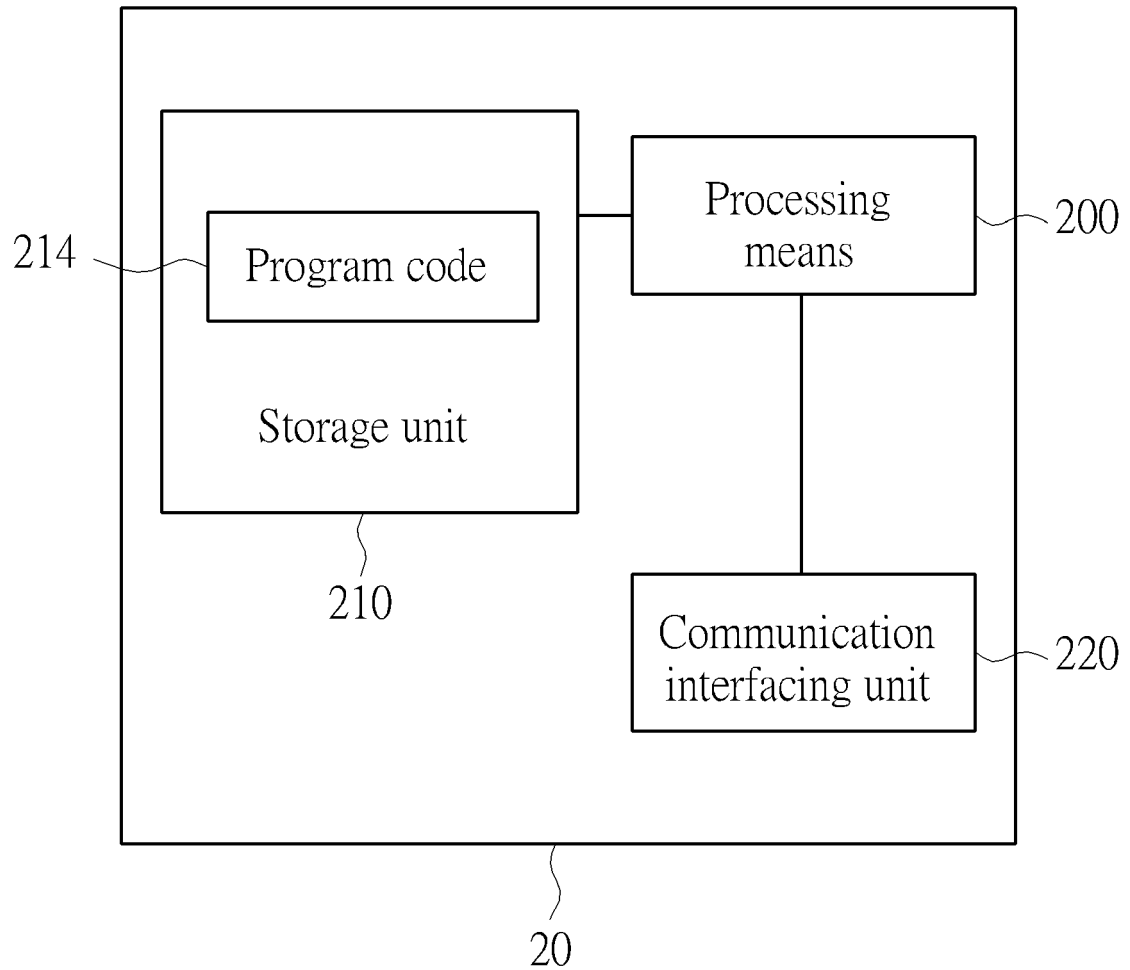 Processing
means
200
214
Program code
Storage unit
210
Communication
interfacing unit
220
20